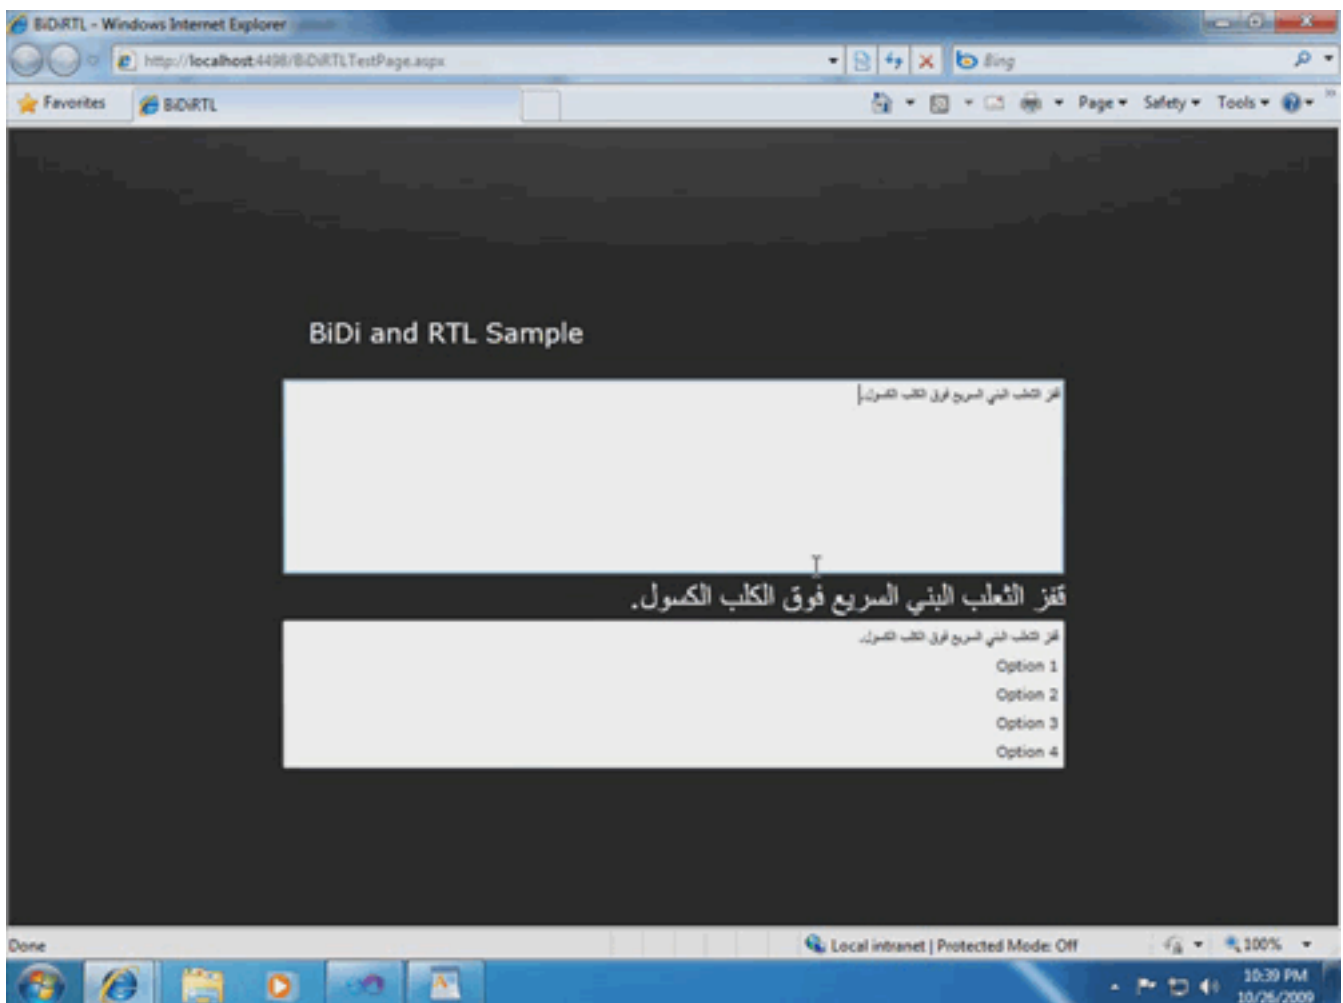 BiDiRTL - Windows Internet Explorer
http://localhost:4498/BiDiRTLTestPage.aspx
Bing
Favorites
BiDiRTL
Page
Safety
Tools
BiDi and RTL Sample
قفز الثعلب البني السريع فوق الكلب الكسول.
قفز الثعلب البني السريع فوق الكلب الكسول.
قفز الثعلب البني السريع فوق الكلب الكسول.
Option 1
Option 2
Option 3
Option 4
Done
Local intranet | Protected Mode: Off
100%
10:39 PM
10/26/2009